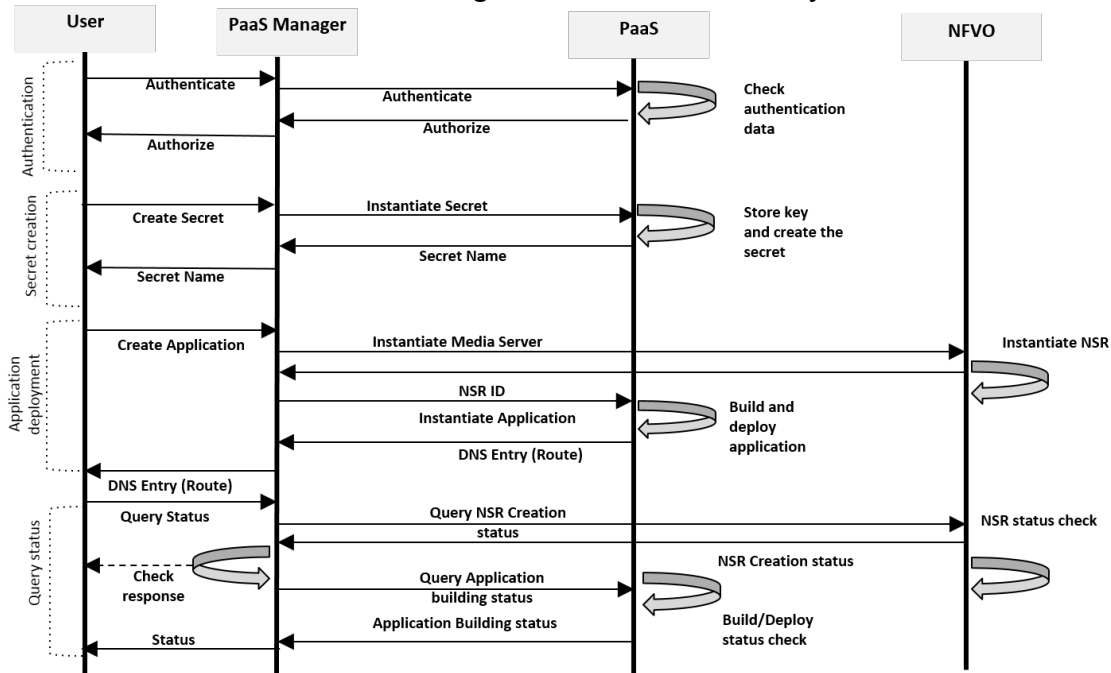 User
PaaS Manager
PaaS
NFVO
Authentication
Authenticate
Authenticate
Check
authentication
data
Authorize
Authorize
Secret creation
Create Secret
Instantiate Secret
Store key
and create the
secret
Secret Name
Secret Name
Application
deployment
Create Application
Instantiate Media Server
Instantiate NSR
NSR ID
Instantiate Application
Build and
deploy
application
DNS Entry (Route)
DNS Entry (Route)
Query status
Query Status
Query NSR Creation
status
NSR status check
NSR Creation status
Check
response
Query Application
building status
Build/Deploy
status check
Application Building status
Status